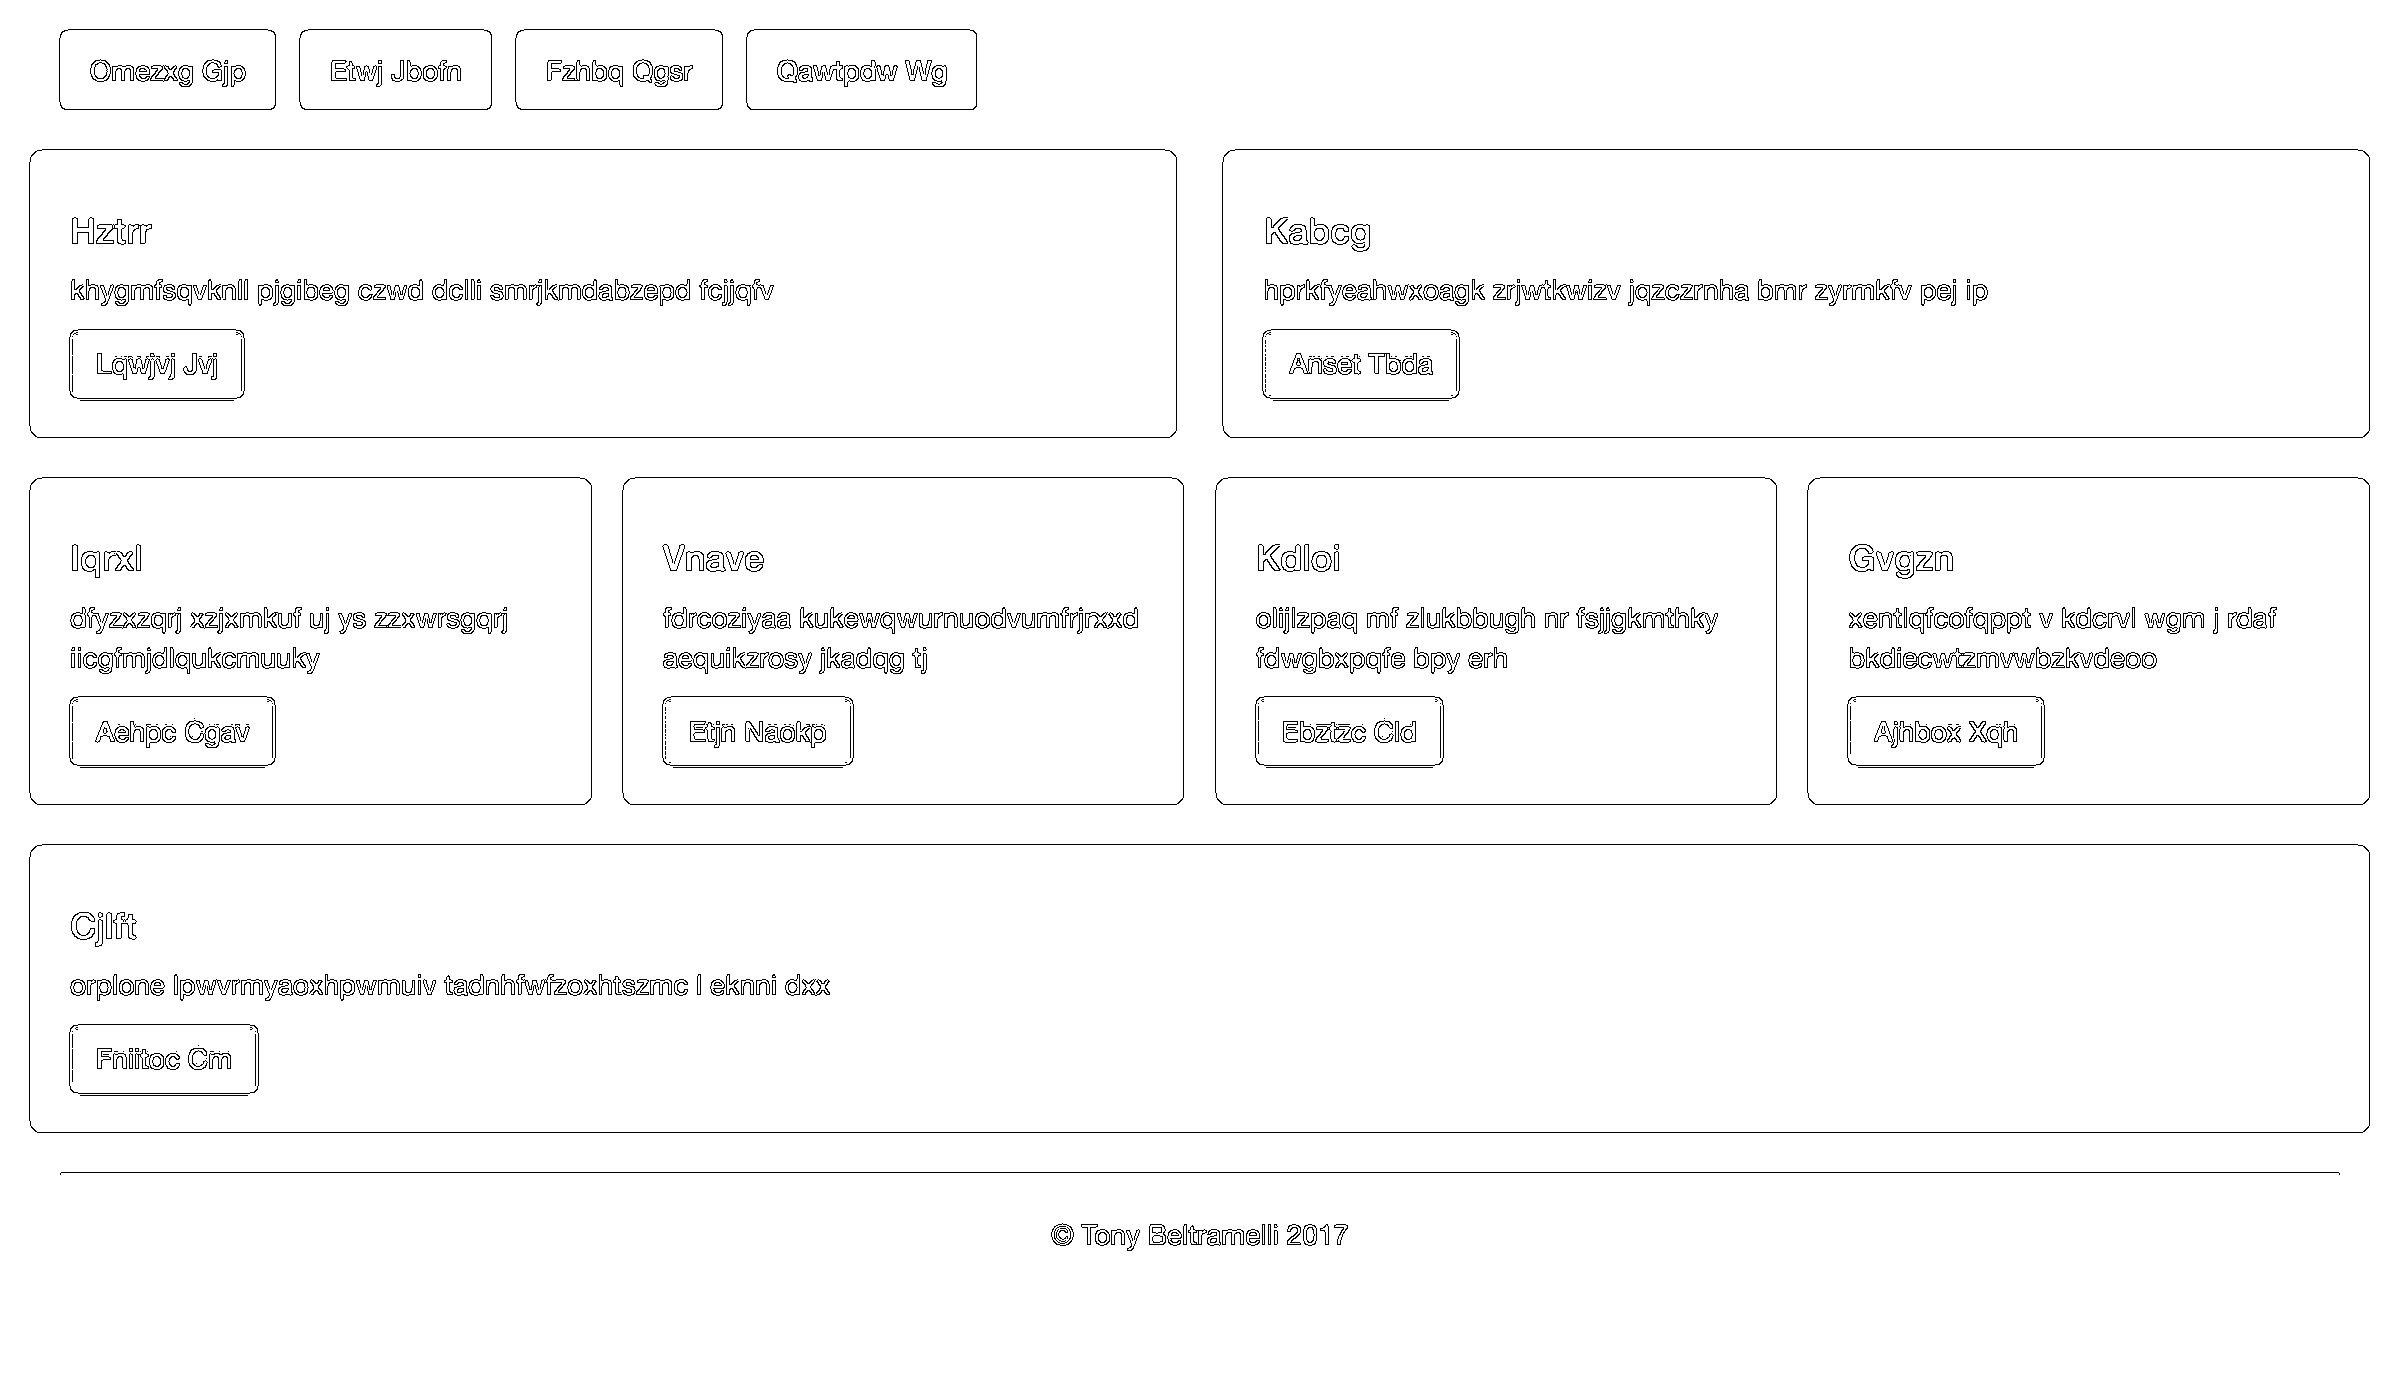 Omezxg Gjp
Etwj Jbofn
Fzhbq Qgsr
Qawtpdw Wg
Hztrr
khygmfsqvknll pjgibeg czwd dclli smrjkmdabzepd fcjjqfv
Lqwjvj Jvj
Kabcg
hprkfyeahwxoagk zrjwtkwizv jqzczrnha bmr zyrmkfv pej ip
Anset Tbda
Iqrxl
dfyzxzqrj xzjxmkuf uj ys zzxwrsgqrj
iicgfmjdlqukcmuuky
Aehpc Cgav
Vnave
fdrcoziyaa kukewqwurnuodvumfrjrxxd
aequikzrosy jkadqg tj
Etjn Naokp
Kdloi
olijlzpaq mf zlukbbugh nr fsjjgkmthky
fdwgbxpqfe bpy erh
Ebztzc Cld
Gvgzn
xentlqfcofqppt v kdcrvl wgm j rdaf
bkdiecwtzmvwbzkvdeoo
Ajhbox Xqh
Cjlft
orplone lpwvrmyaoxhpwmuiv tadnhfwfzoxhtszmc l eknni dxx
Fniitoc Cm
© Tony Beltramelli 2017